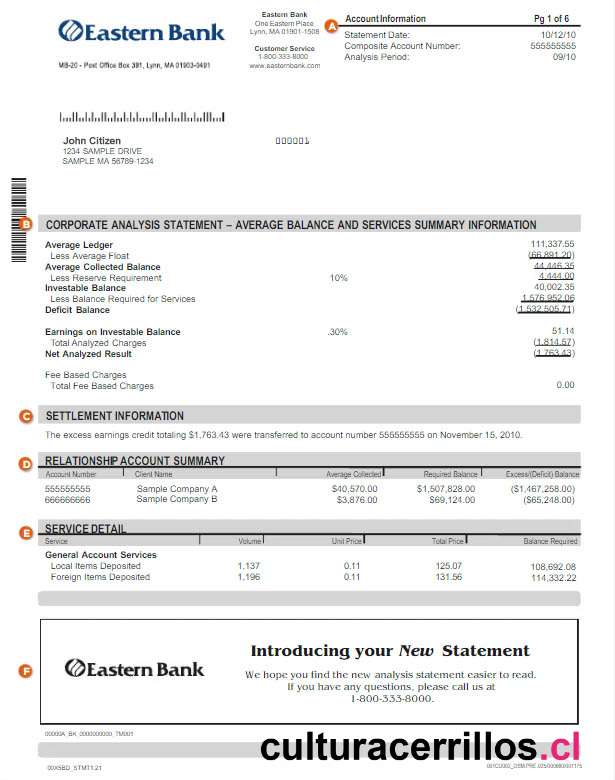 Eastern Bank
MB-20 - Post Office Box 391, Lynn, MA 01903-0491
Eastern Bank
One Eastern Place
Lynn, MA 01901-1508
Customer Service
1-800-333-8000
www.easternbank.com
A
Account Information Pg 1 of 6
Statement Date: 10/12/10
Composite Account Number: 555555555
Analysis Period: 09/10
John Citizen 000001
1234 SAMPLE DRIVE
SAMPLE MA 56789-1234
B CORPORATE ANALYSIS STATEMENT – AVERAGE BALANCE AND SERVICES SUMMARY INFORMATION
Average Ledger 111,337.55
Less Average Float (66,891.20)
Average Collected Balance 44,446.35
Less Reserve Requirement 10% 4,444.00
Investable Balance 40,002.35
Less Balance Required for Services 1,576,952.06
Deficit Balance (1,532,505.71)
Earnings on Investable Balance .30% 51.14
Total Analyzed Charges (1,814.57)
Net Analyzed Result (1,763.43)
Fee Based Charges
Total Fee Based Charges 0.00
C SETTLEMENT INFORMATION
The excess earnings credit totaling $1,763.43 were transferred to account number 555555555 on November 15, 2010.
D RELATIONSHIP ACCOUNT SUMMARY
Account Number Client Name Average Collected Required Balance Excess/(Deficit) Balance
555555555 Sample Company A $40,570.00 $1,507,828.00 ($1,467,258.00)
666666666 Sample Company B $3,876.00 $69,124.00 ($65,248.00)
E SERVICE DETAIL
Service Volume Unit Price Total Price Balance Required
General Account Services
Local Items Deposited 1,137 0.11 125.07 108,692.08
Foreign Items Deposited 1,196 0.11 131.56 114,332.22
F
Eastern Bank
Introducing your New Statement
We hope you find the new analysis statement easier to read.
If you have any questions, please call us at
1-800-333-8000.
00000A_BK_0000000000_TM001
culturacerrillos.cl
00X5BD_STMT1.21